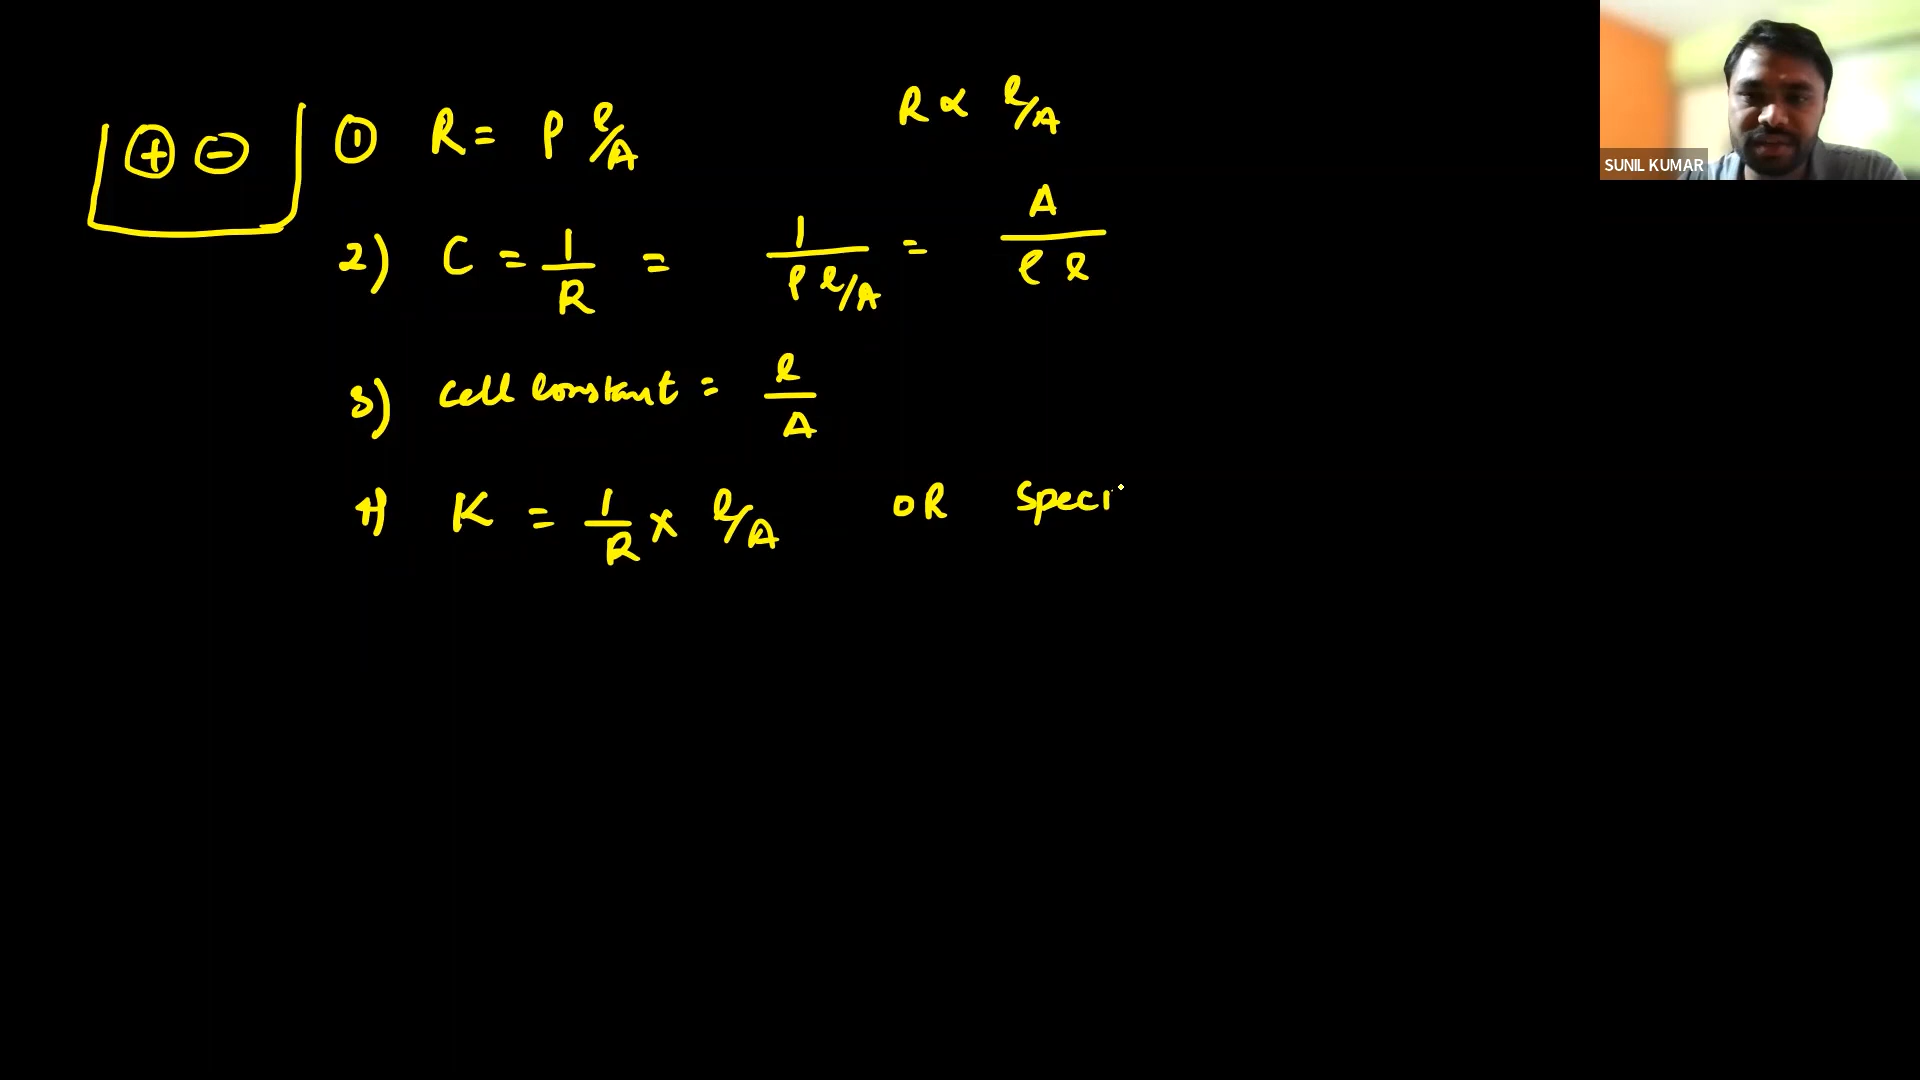 ⊕ ⊖ ① R = ρ l/A R ∝ l/A
2) C = 1/R = 1/(ρ l/A) = A/(ρ l)
3) Cell constant = l/A
4) K = 1/R × l/A OR Speci
SUNIL KUMAR